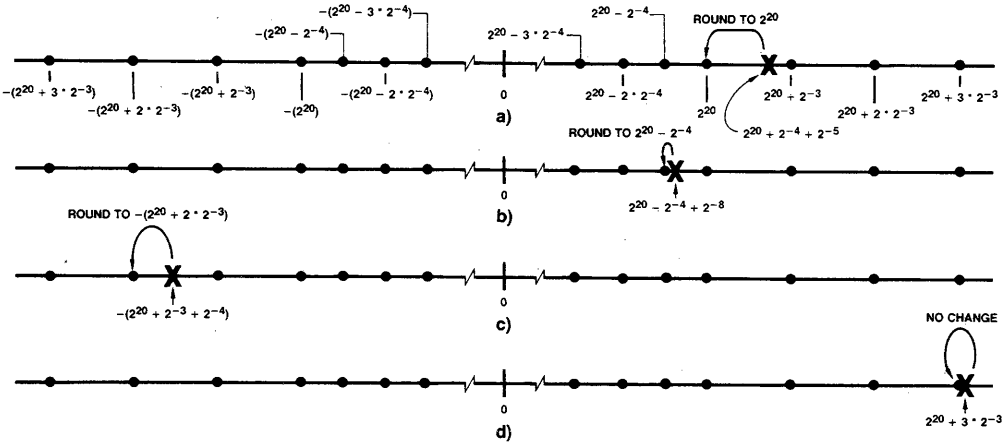 -(2²⁰ - 3 * 2⁻⁴)
-(2²⁰ - 2⁻⁴)
2²⁰ - 2⁻⁴
2²⁰ - 3 * 2⁻⁴
ROUND TO 2²⁰
-(2²⁰ + 3 * 2⁻³)
-(2²⁰ + 2 * 2⁻³)
-(2²⁰ + 2⁻³)
-(2²⁰)
-(2²⁰ - 2 * 2⁻⁴)
0
2²⁰ - 2 * 2⁻⁴
2²⁰
2²⁰ + 2⁻³
2²⁰ + 2 * 2⁻³
2²⁰ + 3 * 2⁻³
2²⁰ + 2⁻⁴ + 2⁻⁵
a)
ROUND TO 2²⁰ - 2⁻⁴
0
2²⁰ - 2⁻⁴ + 2⁻⁸
b)
ROUND TO -(2²⁰ + 2 * 2⁻³)
0
-(2²⁰ + 2⁻³ + 2⁻⁴)
c)
NO CHANGE
0
2²⁰ + 3 * 2⁻³
d)